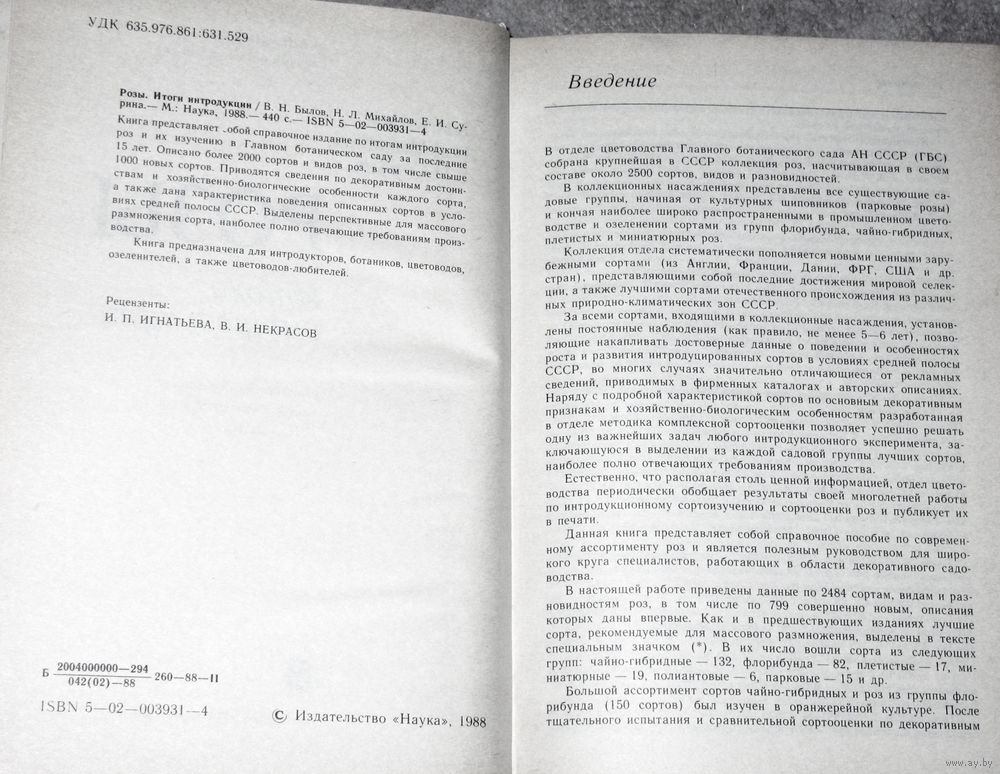 УДК 635.976.861:631.529
Розы. Итоги интродукции / В. Н. Былов, Н. Л. Михайлов, Е. И. Су-
рина.— М.: Наука, 1988.— 440 с.— ISBN 5—02—003931—4
Книга представляет собой справочное издание по итогам интродукции
роз и их изучению в Главном ботаническом саду за последние
15 лет. Описано более 2000 сортов и видов роз, в том числе свыше
1000 новых сортов. Приводятся сведения по декоративным достоин-
ствам и хозяйственно-биологические особенности каждого сорта,
а также дана характеристика поведения описанных сортов в усло-
виях средней полосы СССР. Выделены перспективные для массового
размножения сорта, наиболее полно отвечающие требованиям произ-
водства.
Книга предназначена для интродукторов, ботаников, цветоводов,
озеленителей, а также цветоводов-любителей.
Рецензенты:
И. П. ИГНАТЬЕВА, В. И. НЕКРАСОВ
Б 2004000000—294
042(02)—88 260—88—II
ISBN 5—02—003931—4
© Издательство «Наука», 1988
Введение
В отделе цветоводства Главного ботанического сада АН СССР (ГБС)
собрана крупнейшая в СССР коллекция роз, насчитывающая в своем
составе около 2500 сортов, видов и разновидностей.
В коллекционных насаждениях представлены все существующие са-
довые группы, начиная от культурных шиповников (парковые розы)
и кончая наиболее широко распространенными в промышленном цвето-
водстве и озеленении сортами из групп флорибунда, чайно-гибридных,
плетистых и миниатюрных роз.
Коллекция отдела систематически пополняется новыми ценными зару-
бежными сортами (из Англии, Франции, Дании, ФРГ, США и др.
стран), представляющими собой последние достижения мировой селек-
ции, а также лучшими сортами отечественного происхождения из различ-
ных природно-климатических зон СССР.
За всеми сортами, входящими в коллекционные насаждения, установ-
лены постоянные наблюдения (как правило, не менее 5—6 лет), позво-
ляющие накапливать достоверные данные о поведении и особенностях
роста и развития интродуцированных сортов в условиях средней полосы
СССР, во многих случаях значительно отличающиеся от рекламных
сведений, приводимых в фирменных каталогах и авторских описаниях.
Наряду с подробной характеристикой сортов по основным декоративным
признакам и хозяйственно-биологическим особенностям разработанная
в отделе методика комплексной сортооценки позволяет успешно решать
одну из важнейших задач любого интродукционного эксперимента, за-
ключающуюся в выделении из каждой садовой группы лучших сортов,
наиболее полно отвечающих требованиям производства.
Естественно, что располагая столь ценной информацией, отдел цвето-
водства периодически обобщает результаты своей многолетней работы
по интродукционному сортоизучению и сортооценки роз и публикует их
в печати.
Данная книга представляет собой справочное пособие по современ-
ному ассортименту роз и является полезным руководством для широ-
кого круга специалистов, работающих в области декоративного садо-
водства.
В настоящей работе приведены данные по 2484 сортам, видам и раз-
новидностям роз, в том числе по 799 совершенно новым, описания
которых даны впервые. Как и в предшествующих изданиях лучшие
сорта, рекомендуемые для массового размножения, выделены в тексте
специальным значком (*). В их число вошли сорта из следующих
групп: чайно-гибридные — 132, флорибунда — 82, плетистые — 17, ми-
ниатюрные — 19, полиантовые — 6, парковые — 15 и др.
Большой ассортимент сортов чайно-гибридных и роз из группы фло-
рибунда (150 сортов) был изучен в оранжерейной культуре. После
тщательного испытания и сравнительной сортооценки по декоративным
www.ay.by